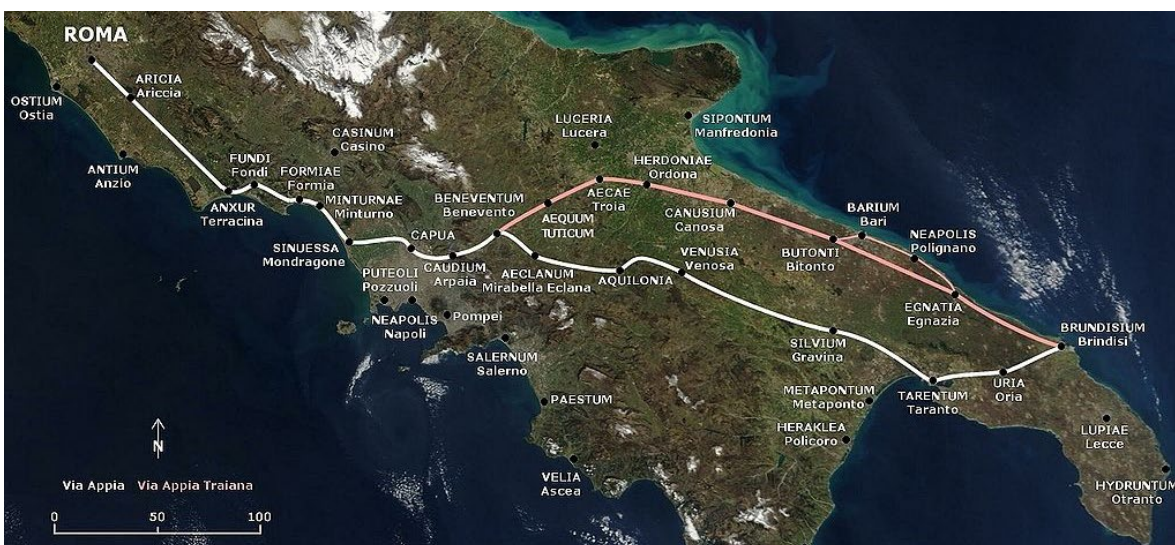 ROMA
ARICIA
Ariccia
OSTIUM
Ostia
ANTIUM
Anzio
CASINUM
Casino
FUNDI
Fondi
FORMIAE
Formia
ANXUR
Terracina
MINTURNAE
Minturno
SINUESSA
Mondragone
CAPUA
PUTEOLI
Pozzuoli
NEAPOLIS
Napoli
CAUDIUM
Arpaia
Pompei
SALERNUM
Salerno
PAESTUM
VELIA
Ascea
BENEVENTUM
Benevento
AECLANUM
Mirabella Eclana
AEQUUM
TUTICUM
LUCERIA
Lucera
SIPONTUM
Manfredonia
AECAE
Troia
HERDONIAE
Ordona
CANUSIUM
Canosa
AQUILONIA
VENUSIA
Venosa
BUTONTI
Bitonto
BARIUM
Bari
NEAPOLIS
Polignano
EGNATIA
Egnazia
BRUNDISIUM
Brindisi
SILVIUM
Gravina
METAPONTUM
Metaponto
HERAKLEA
Policoro
TARENTUM
Taranto
URIA
Oria
LUPIAE
Lecce
HYDRUNTUM
Otranto
N
Via Appia Via Appia Traiana
0 50 100